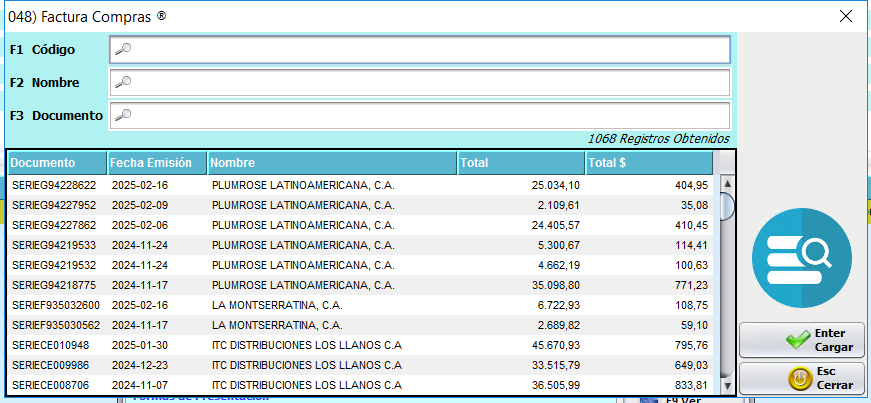 048) Factura Compras ®
F1 Código
F2 Nombre
F3 Documento
1068 Registros Obtenidos
Documento Fecha Emisión Nombre Total Total $
SERIEG94228622 2025-02-16 PLUMROSE LATINOAMERICANA, C.A. 25.034,10 404,95
SERIEG94227952 2025-02-09 PLUMROSE LATINOAMERICANA, C.A. 2.109,61 35,08
SERIEG94227862 2025-02-06 PLUMROSE LATINOAMERICANA, C.A. 24.405,57 410,45
SERIEG94219533 2024-11-24 PLUMROSE LATINOAMERICANA, C.A. 5.300,67 114,41
SERIEG94219532 2024-11-24 PLUMROSE LATINOAMERICANA, C.A. 4.662,19 100,63
SERIEG94218775 2024-11-17 PLUMROSE LATINOAMERICANA, C.A. 35.098,80 771,23
SERIEF935032600 2025-02-16 LA MONTSERRATINA, C.A. 6.722,93 108,75
SERIEF935030562 2024-11-17 LA MONTSERRATINA, C.A. 2.689,82 59,10
SERIECE010948 2025-01-30 ITC DISTRIBUCIONES LOS LLANOS C.A 45.670,93 795,76
SERIECE009986 2024-12-23 ITC DISTRIBUCIONES LOS LLANOS C.A 33.515,79 649,03
SERIECE008706 2024-11-07 ITC DISTRIBUCIONES LOS LLANOS C.A 36.505,99 833,81
Enter
Cargar
Esc
Cerrar
Formas de Presentación
F9 Ver